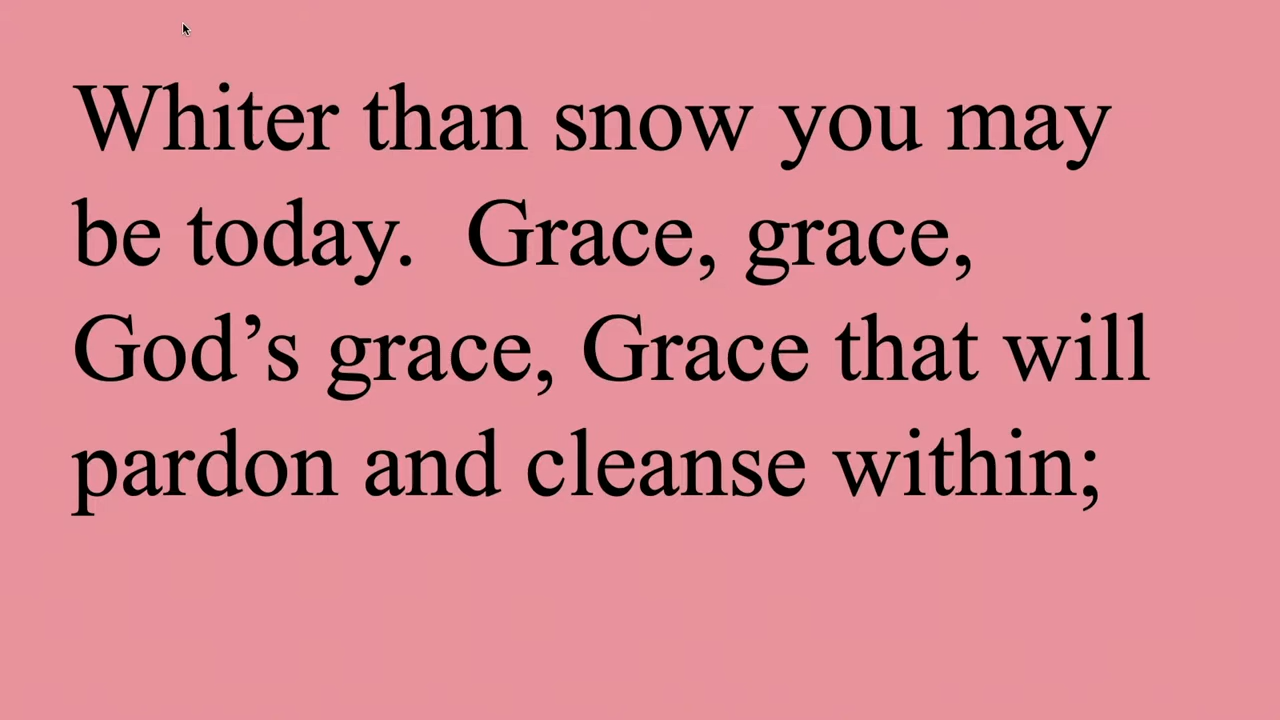 Whiter than snow you may
be today.  Grace, grace,
God’s grace, Grace that will
pardon and cleanse within;